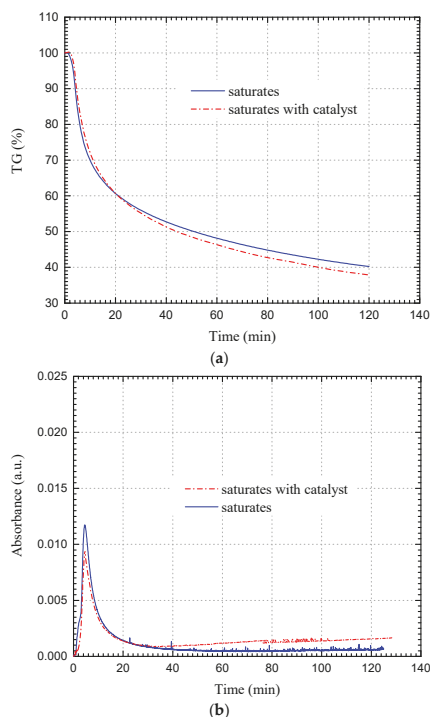 110
100
90
80
70
60
50
40
30
TG (%)
saturates
saturates with catalyst
0 20 40 60 80 100 120 140
Time (min)
(a)
0.025
0.020
0.015
0.010
0.005
0.000
Absorbance (a.u.)
saturates with catalyst
saturates
0 20 40 60 80 100 120 140
Time (min)
(b)